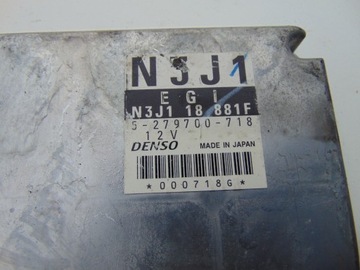 N3J1
EGI
N3J1 18 881F
5-279700-718
12V
DENSO MADE IN JAPAN
*0007186*